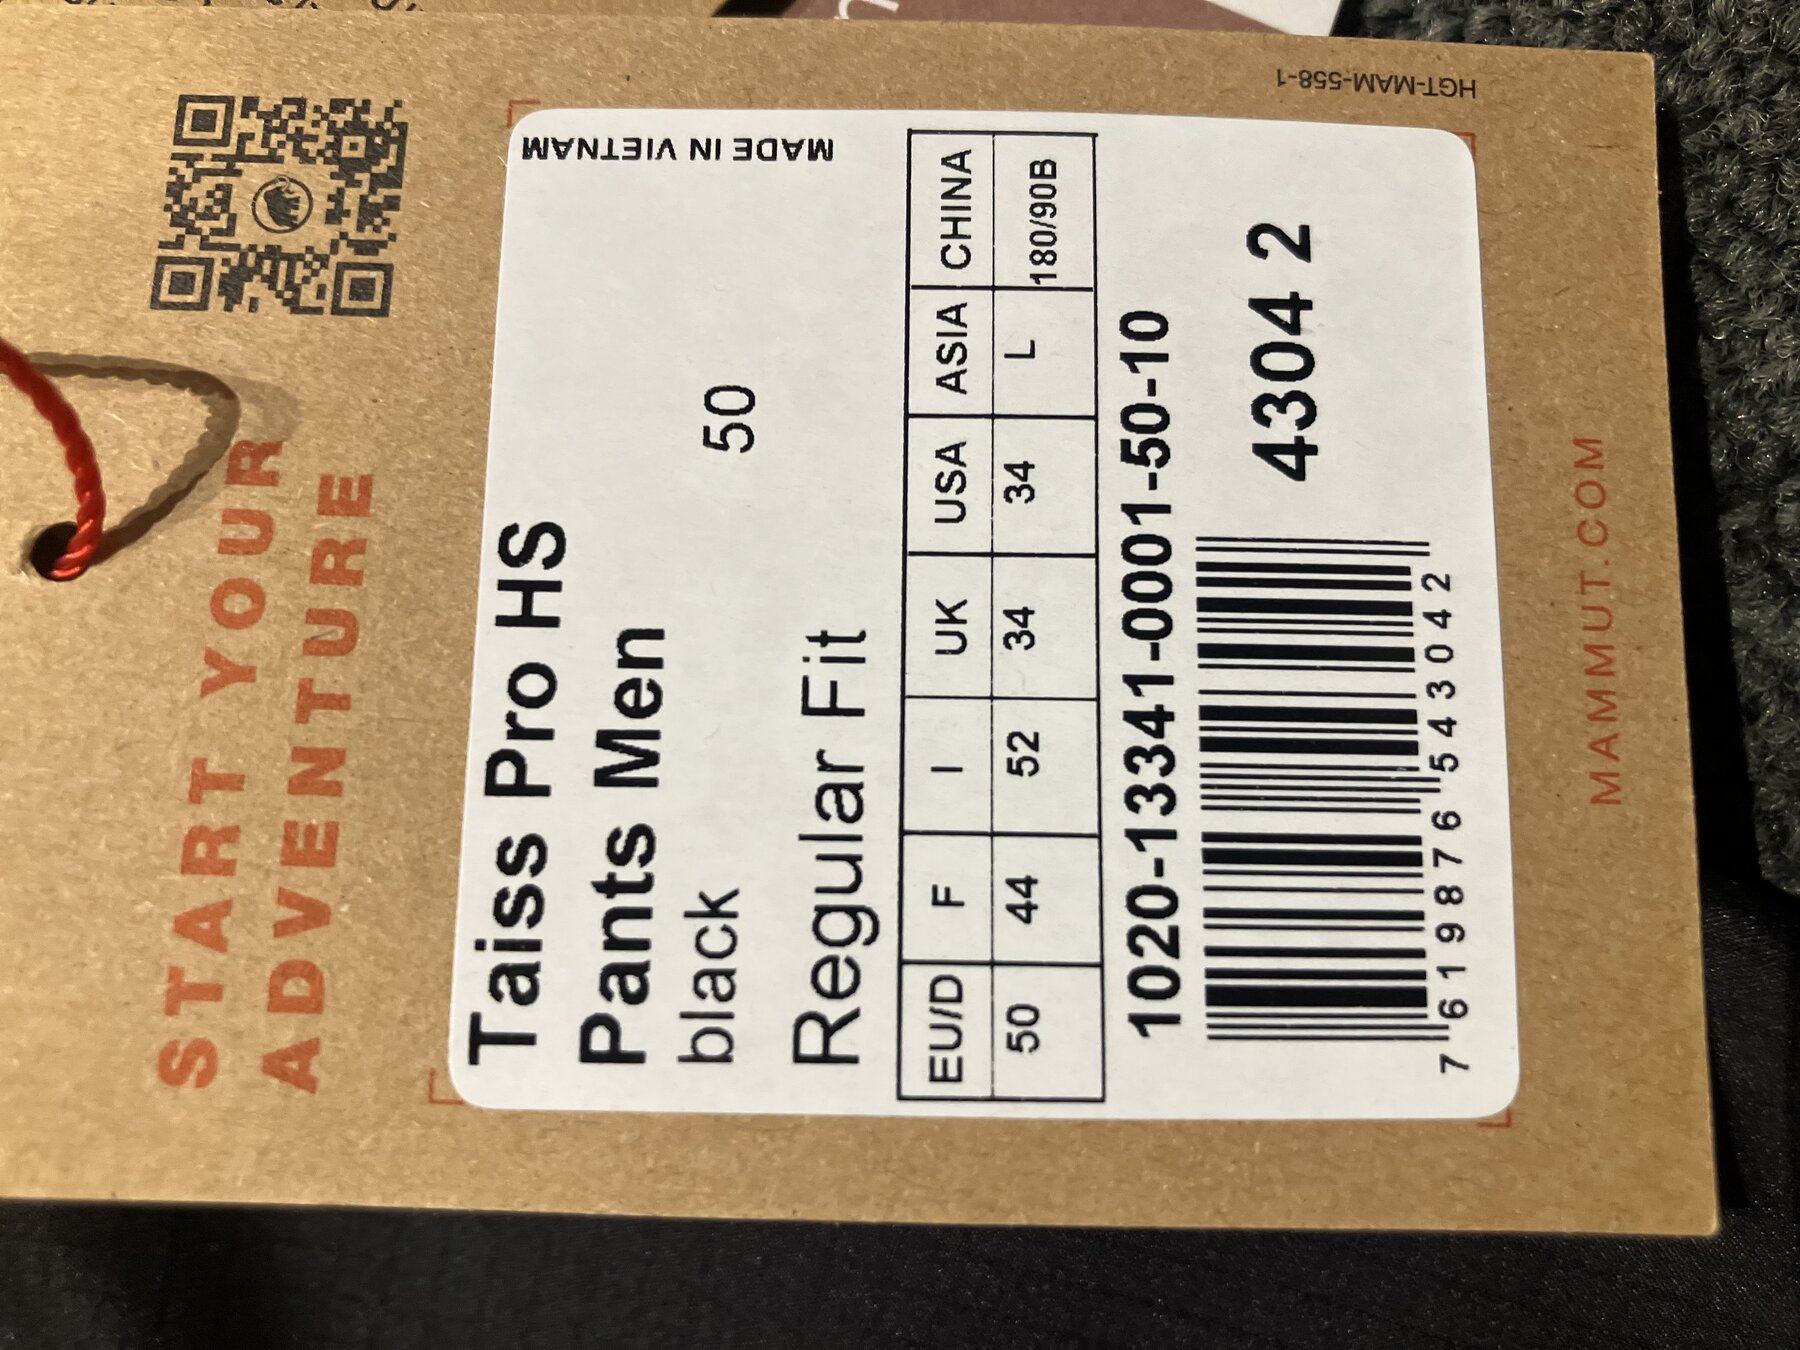 START YOUR
ADVENTURE
MADE IN VIETNAM
Taiss Pro HS
Pants Men
black 50
Regular Fit
EU/D F I UK USA ASIA CHINA
50 44 52 34 34 L 180/90B
1020-13341-0001-50-10
4304 2
7 619876 543042
HGT-MAM-558-1
MAMMUT.COM